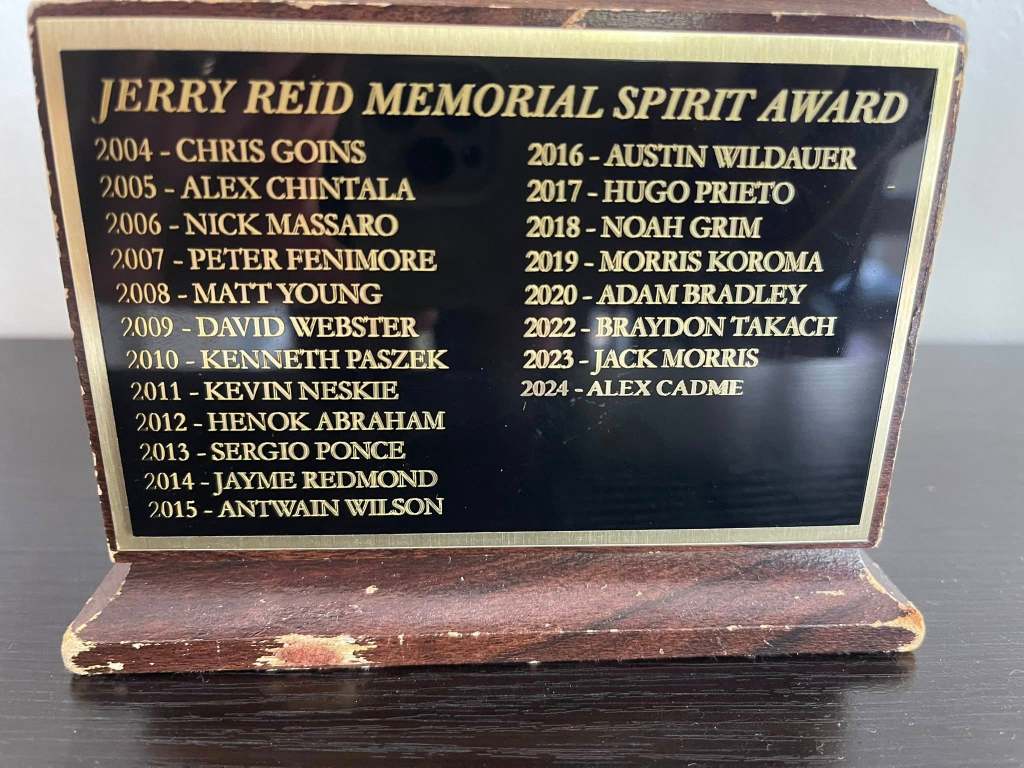 JERRY REID MEMORIAL SPIRIT AWARD
2004 - CHRIS GOINS
2005 - ALEX CHINTALA
2006 - NICK MASSARO
2007 - PETER FENIMORE
2008 - MATT YOUNG
2009 - DAVID WEBSTER
2010 - KENNETH PASZEK
2011 - KEVIN NESKIE
2012 - HENOK ABRAHAM
2013 - SERGIO PONCE
2014 - JAYME REDMOND
2015 - ANTWAIN WILSON
2016 - AUSTIN WILDAUER
2017 - HUGO PRIETO
2018 - NOAH GRIM
2019 - MORRIS KOROMA
2020 - ADAM BRADLEY
2022 - BRAYDON TAKACH
2023 - JACK MORRIS
2024 - ALEX CADME